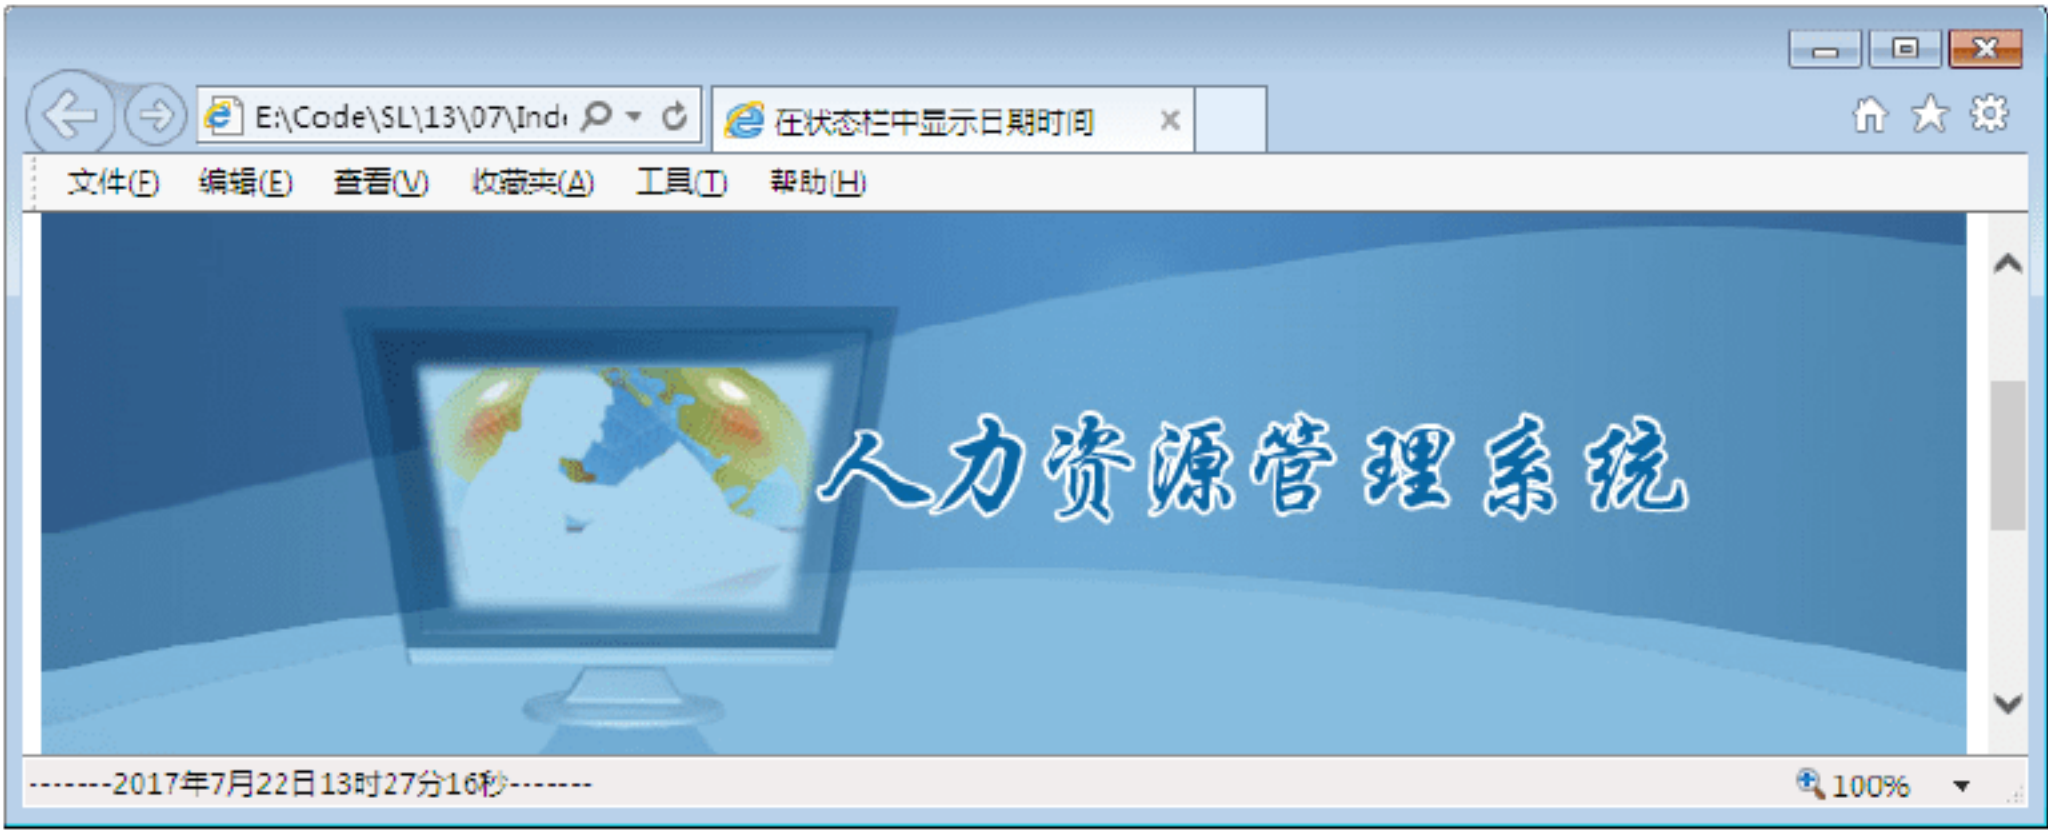 E:\Code\SL\13\07\Ind
在状态栏中显示日期时间
文件(F) 编辑(E) 查看(V) 收藏夹(A) 工具(T) 帮助(H)
人力资源管理系统
-------2017年7月22日13时27分16秒-------
100%